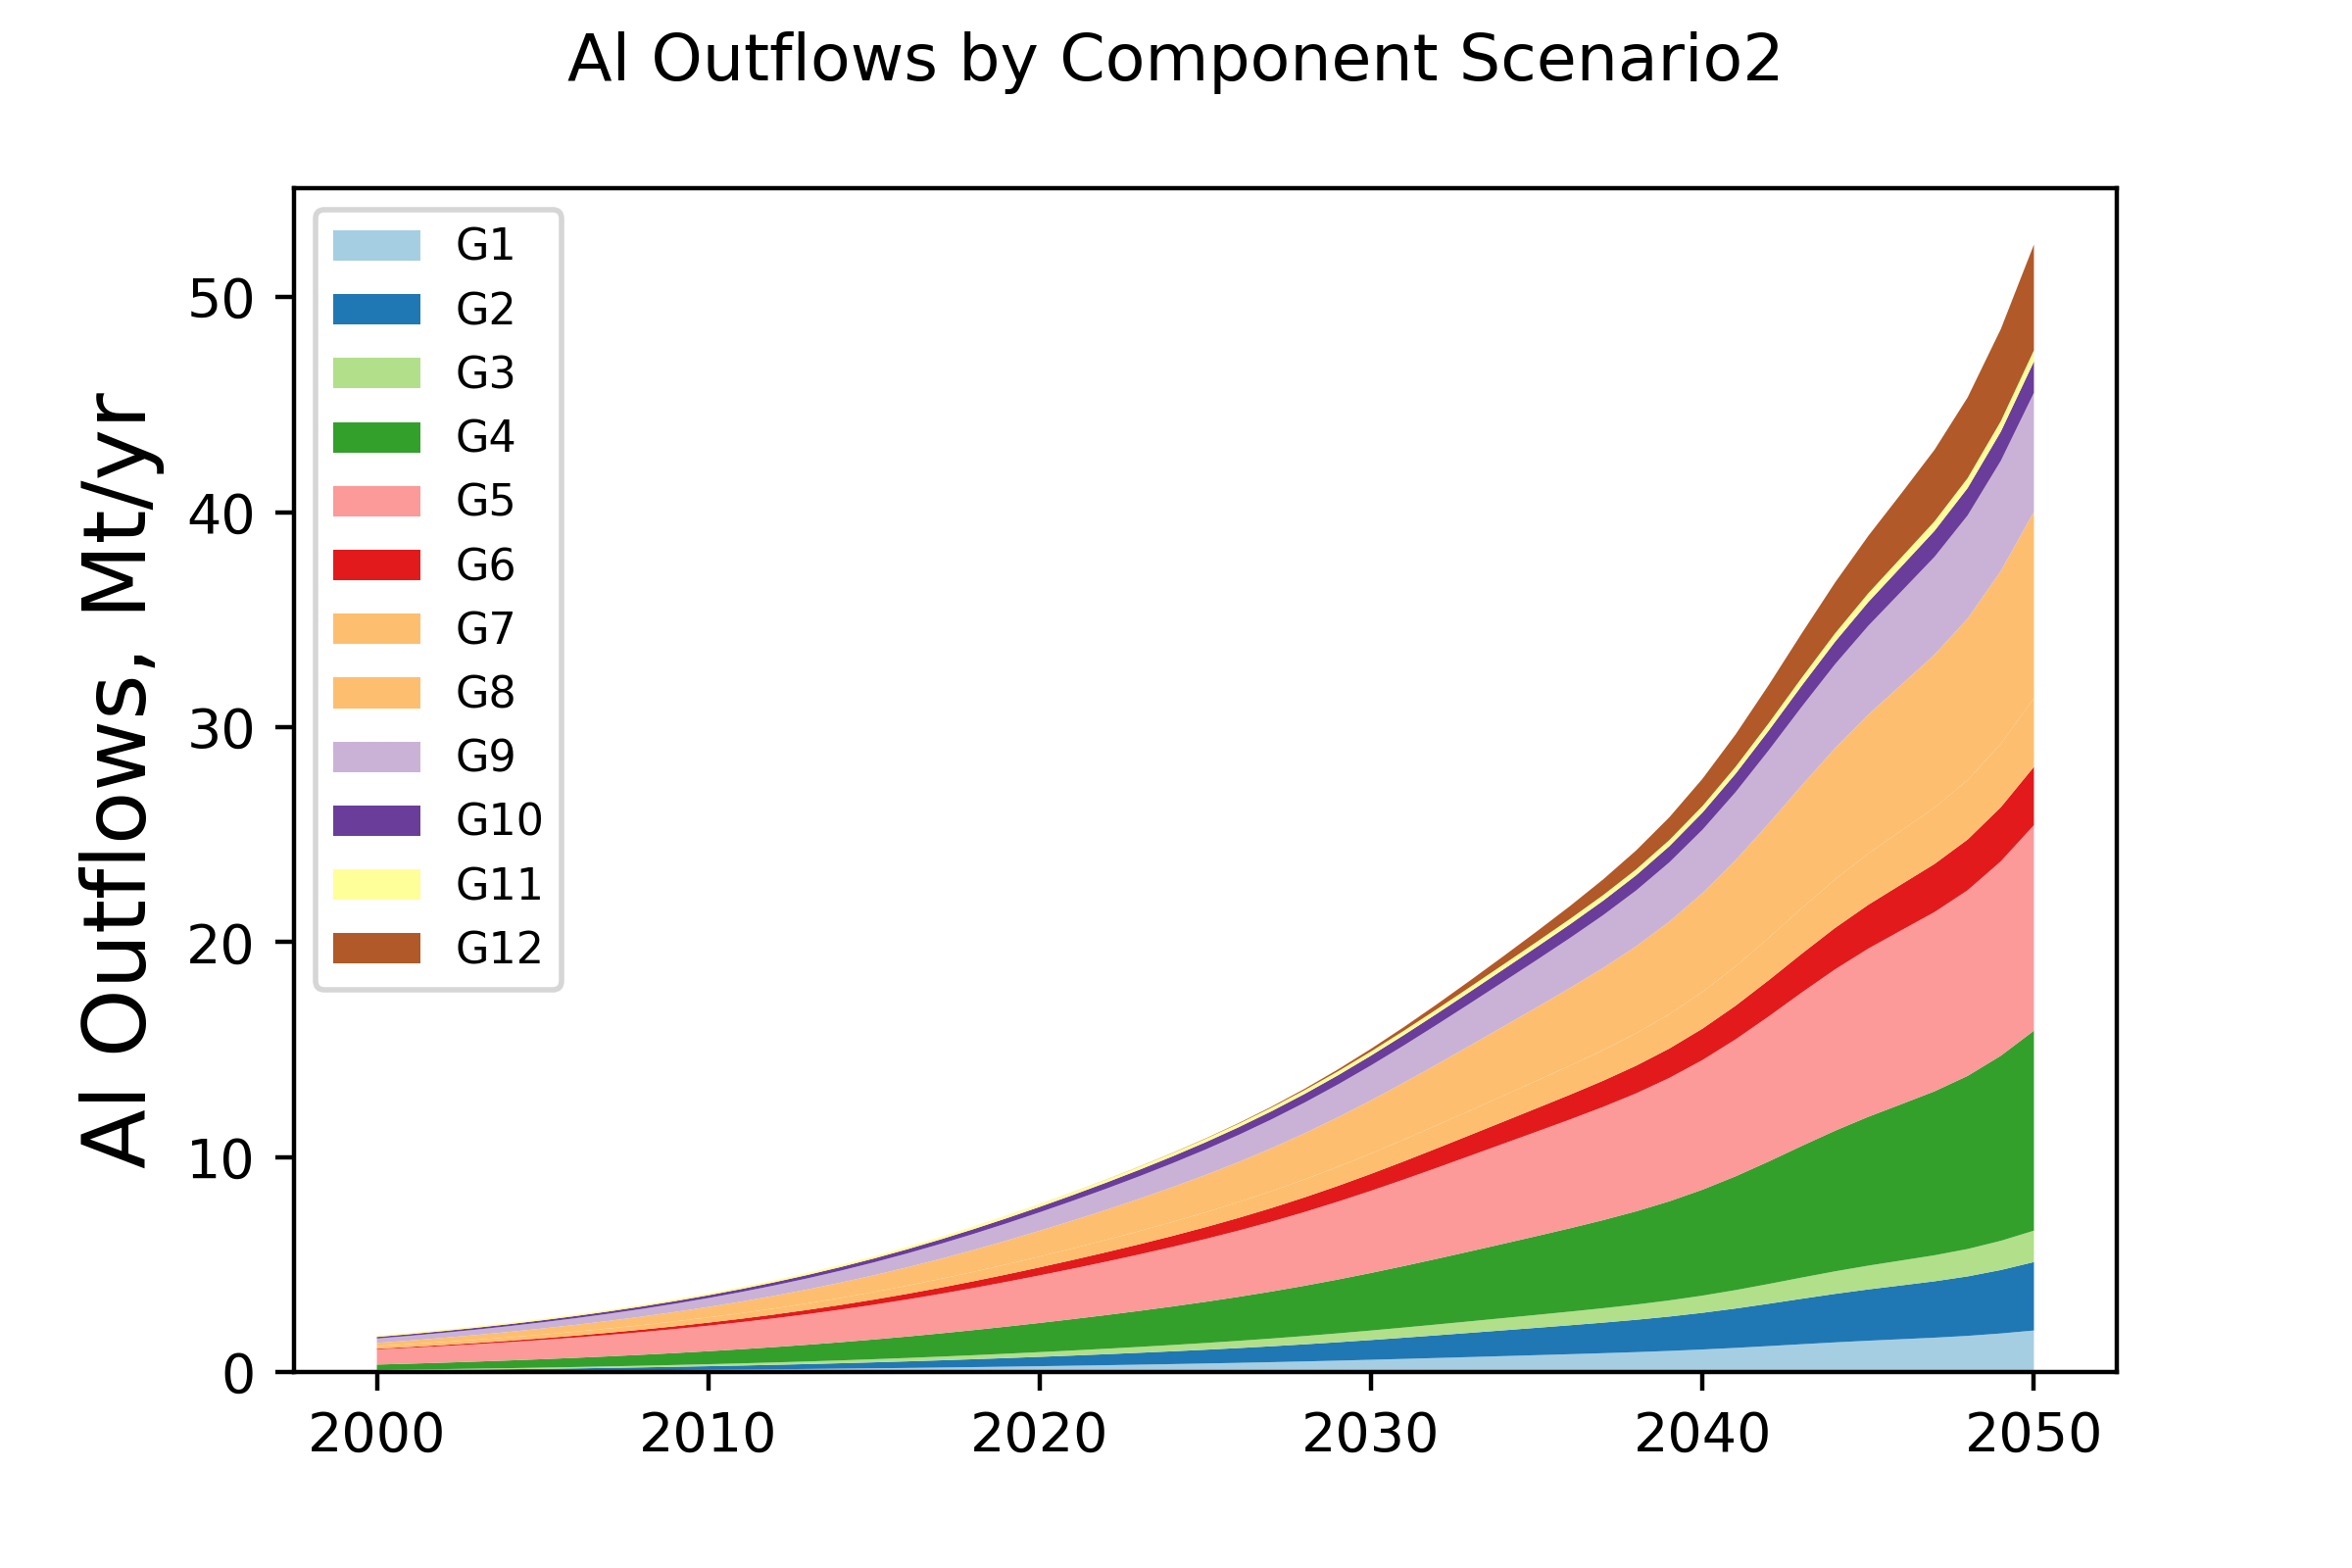 Al Outflows by Component Scenario2
Al Outflows, Mt/yr
50
40
30
20
10
0
G1
G2
G3
G4
G5
G6
G7
G8
G9
G10
G11
G12
2000 2010 2020 2030 2040 2050